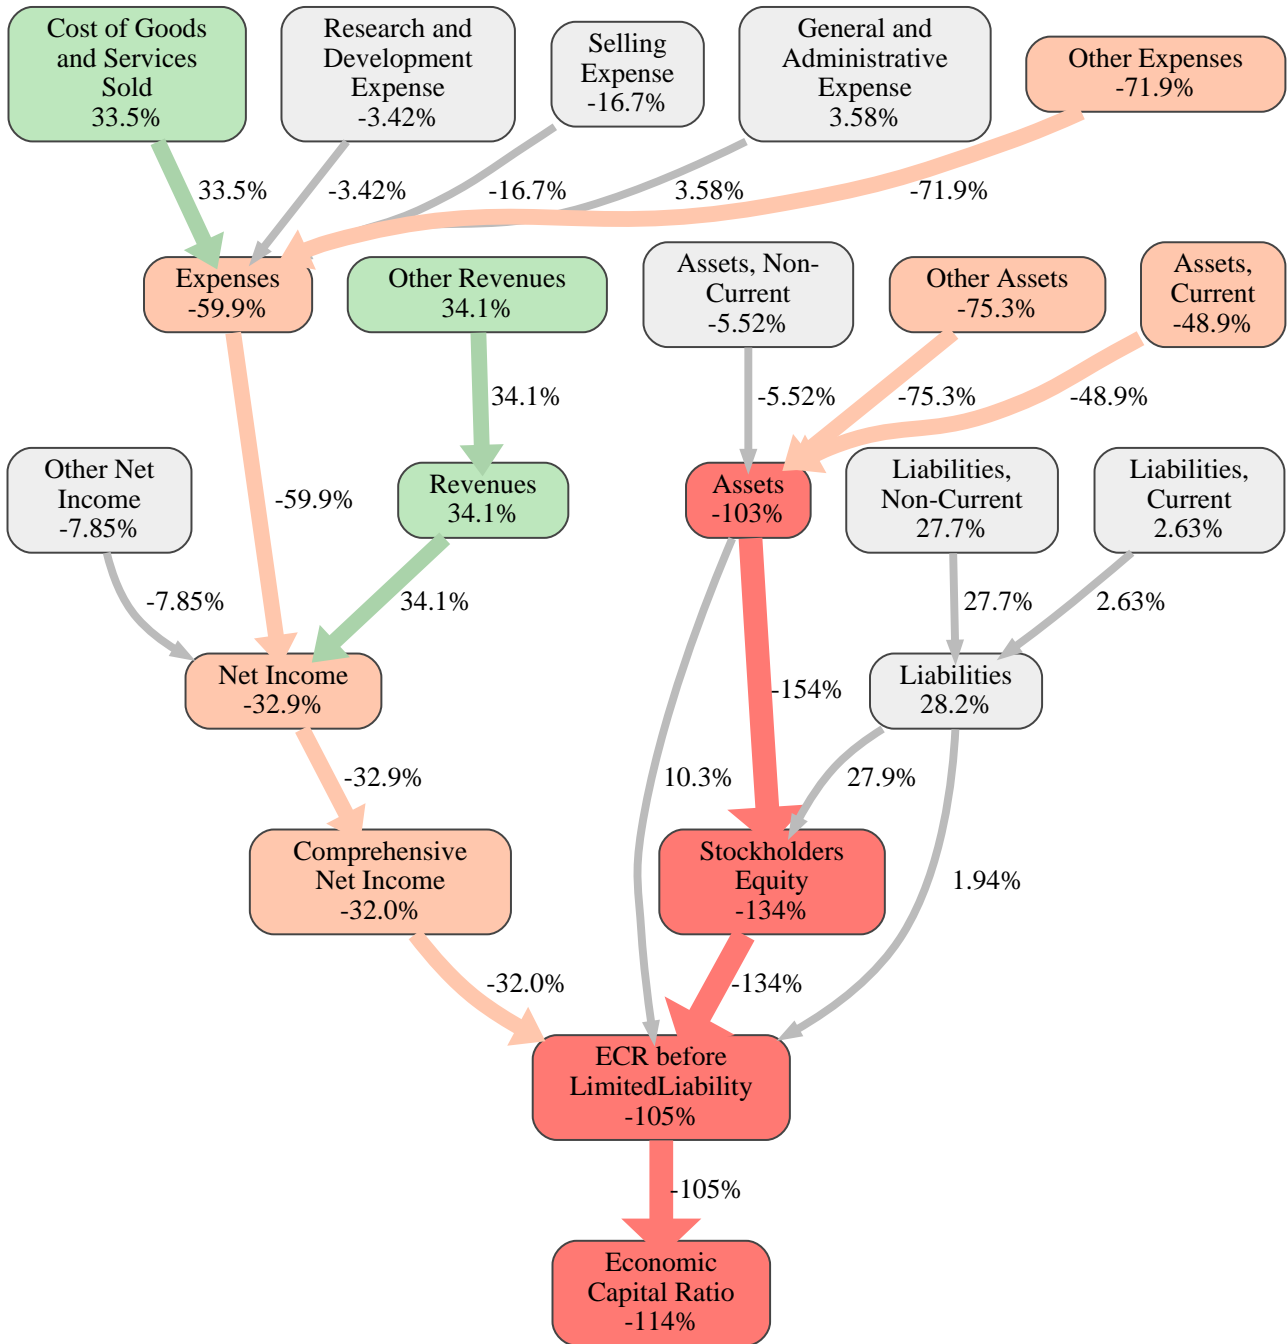 Cost of Goods
and Services
Sold
33.5%
Research and
Development
Expense
-3.42%
Selling
Expense
-16.7%
General and
Administrative
Expense
3.58%
Other Expenses
-71.9%
33.5%
-3.42%
-16.7%
3.58%
-71.9%
Expenses
-59.9%
Other Revenues
34.1%
Assets, Non-
Current
-5.52%
Other Assets
-75.3%
Assets,
Current
-48.9%
34.1%
-5.52%
-75.3%
-48.9%
Other Net
Income
-7.85%
-59.9%
Revenues
34.1%
Assets
-103%
Liabilities,
Non-Current
27.7%
Liabilities,
Current
2.63%
-7.85%
34.1%
27.7%
2.63%
Net Income
-32.9%
-154%
Liabilities
28.2%
-32.9%
10.3%
27.9%
Comprehensive
Net Income
-32.0%
Stockholders
Equity
-134%
1.94%
-32.0%
-134%
ECR before
LimitedLiability
-105%
-105%
Economic
Capital Ratio
-114%